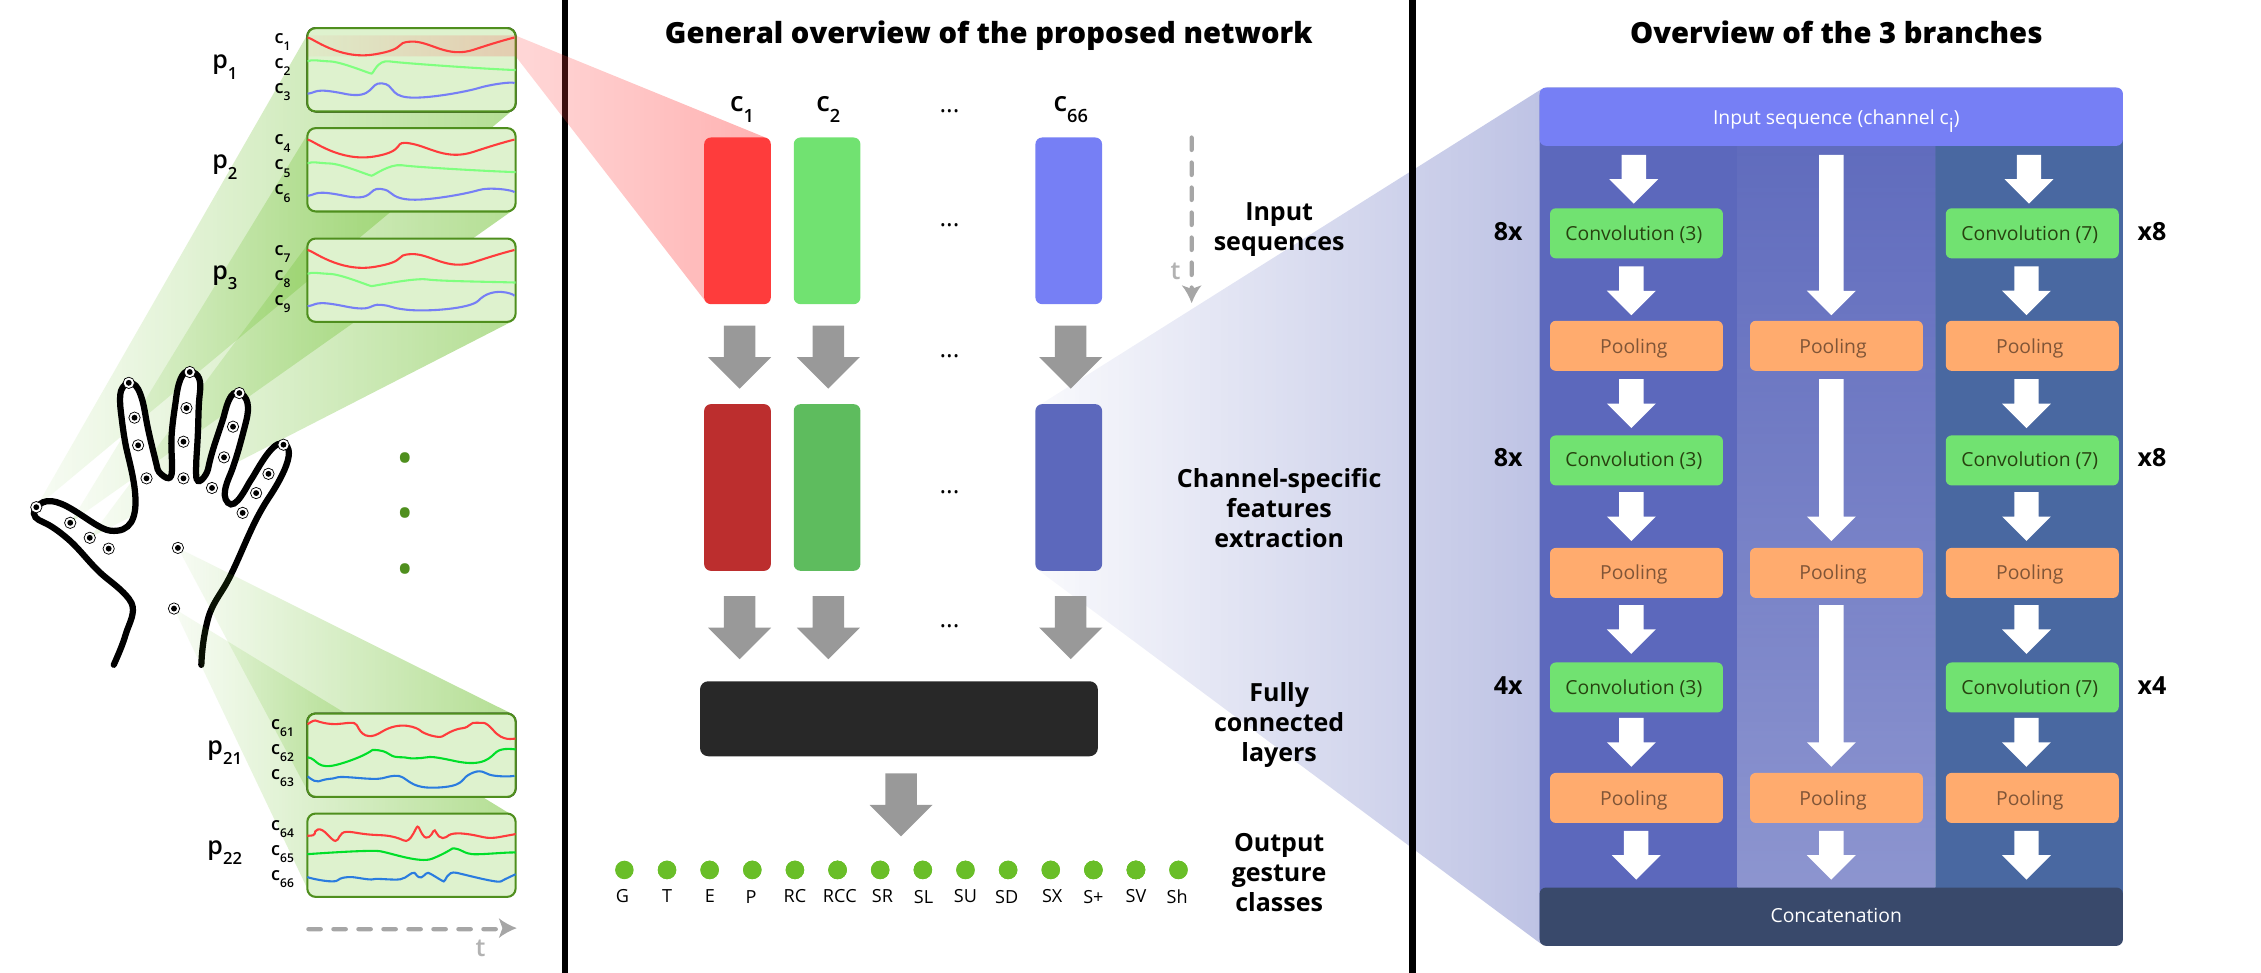 p1
c1
c2
c3
p2
c4
c5
c6
p3
c7
c8
c9
p21
c61
c62
c63
p22
c64
c65
c66
t
General overview of the proposed network
c1 c2 ... c66
...
Input
sequences
t
...
...
Channel-specific
features
extraction
...
Fully
connected
layers
Output
gesture
classes
G T E P RC RCC SR SL SU SD SX S+ SV Sh
Overview of the 3 branches
Input sequence (channel ci)
8x Convolution (3) Convolution (7) x8
Pooling Pooling Pooling
8x Convolution (3) Convolution (7) x8
Pooling Pooling Pooling
4x Convolution (3) Convolution (7) x4
Pooling Pooling Pooling
Concatenation